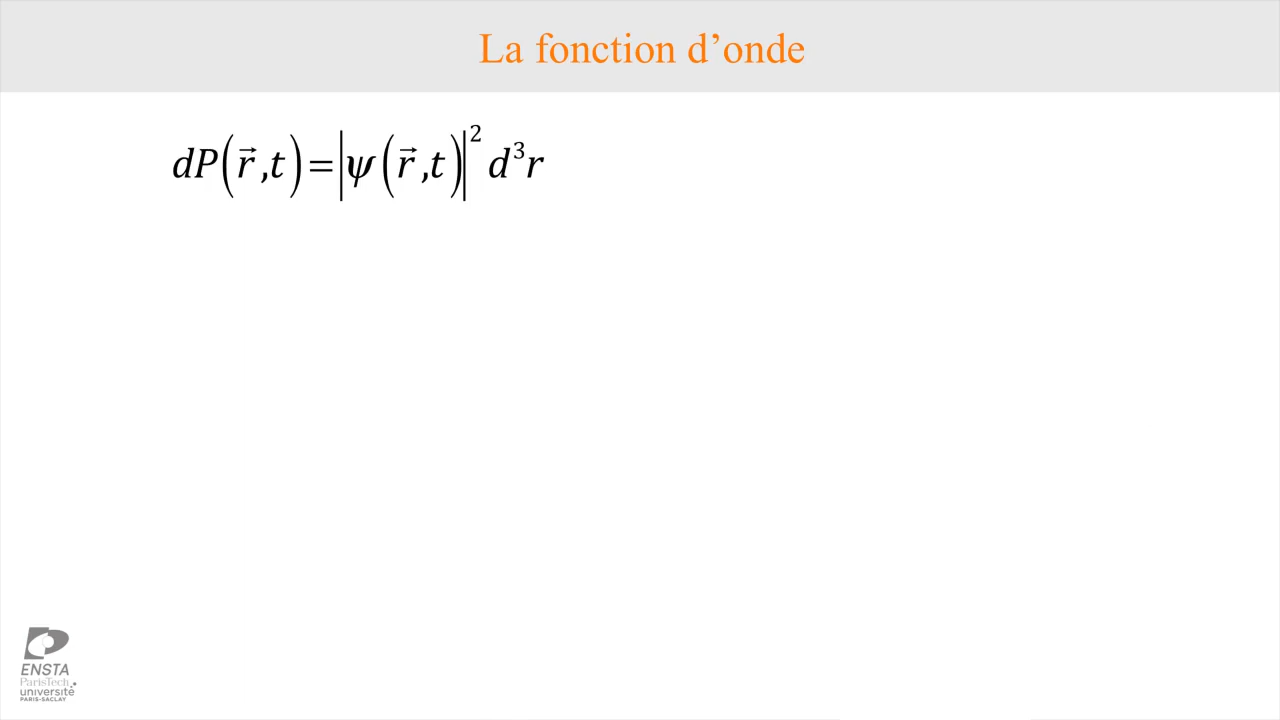 La fonction d'onde
dP(r⃗,t)=|ψ(r⃗,t)|² d³r
ENSTA
ParisTech
université
PARIS-SACLAY